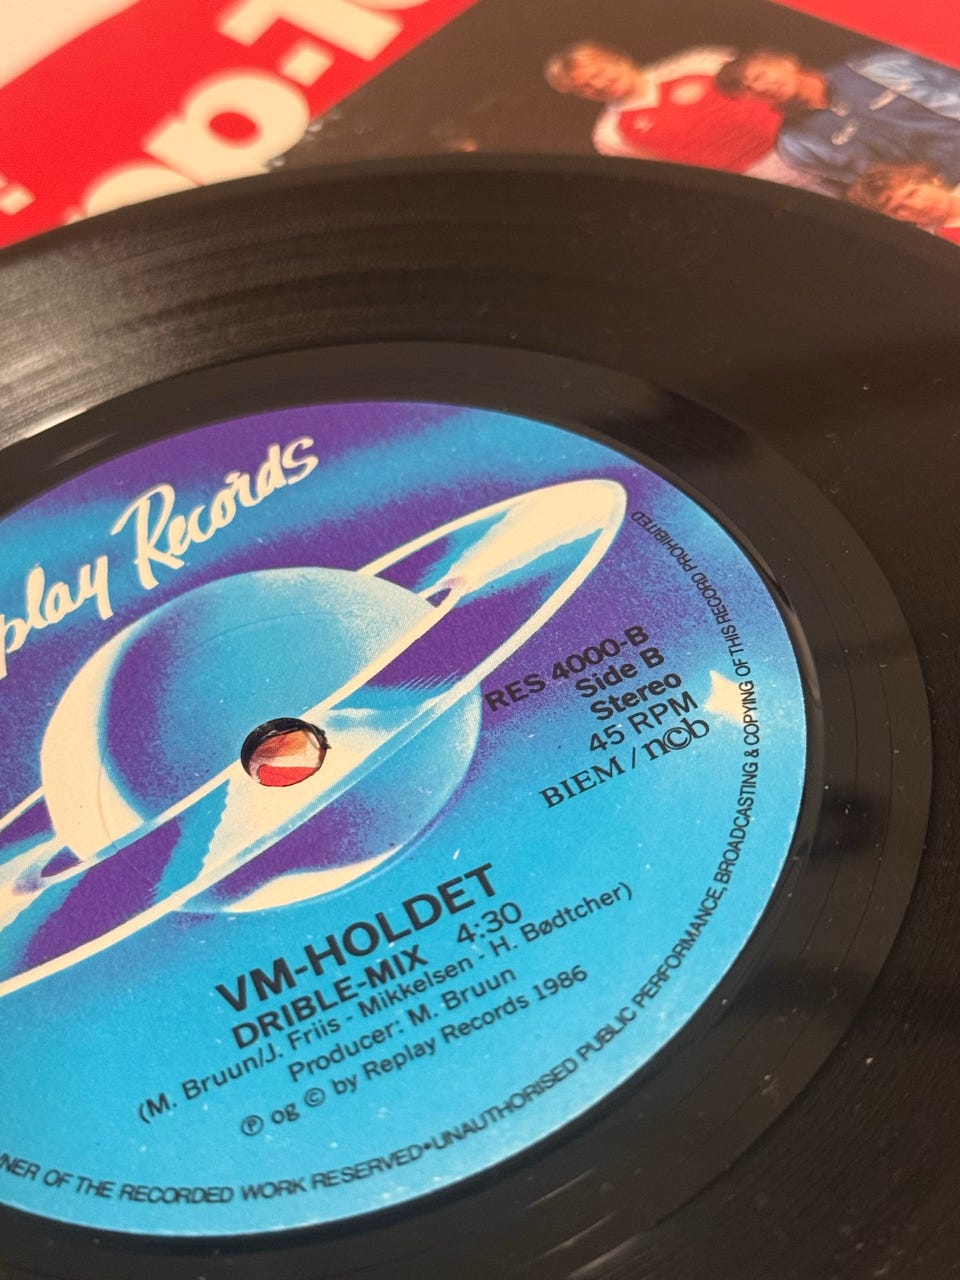 play Records
RES 4000-B
Side B
Stereo
45 RPM
BIEM / n©b
VM-HOLDET
DRIBLE-MIX 4:30
(M. Bruun/J. Friis - Mikkelsen - H. Bødtcher)
Producer: M. Bruun
℗ og © by Replay Records 1986
NER OF THE RECORDED WORK RESERVED•UNAUTHORISED PUBLIC PERFORMANCE, BROADCASTING & COPYING OF THIS RECORD PROHIBITED